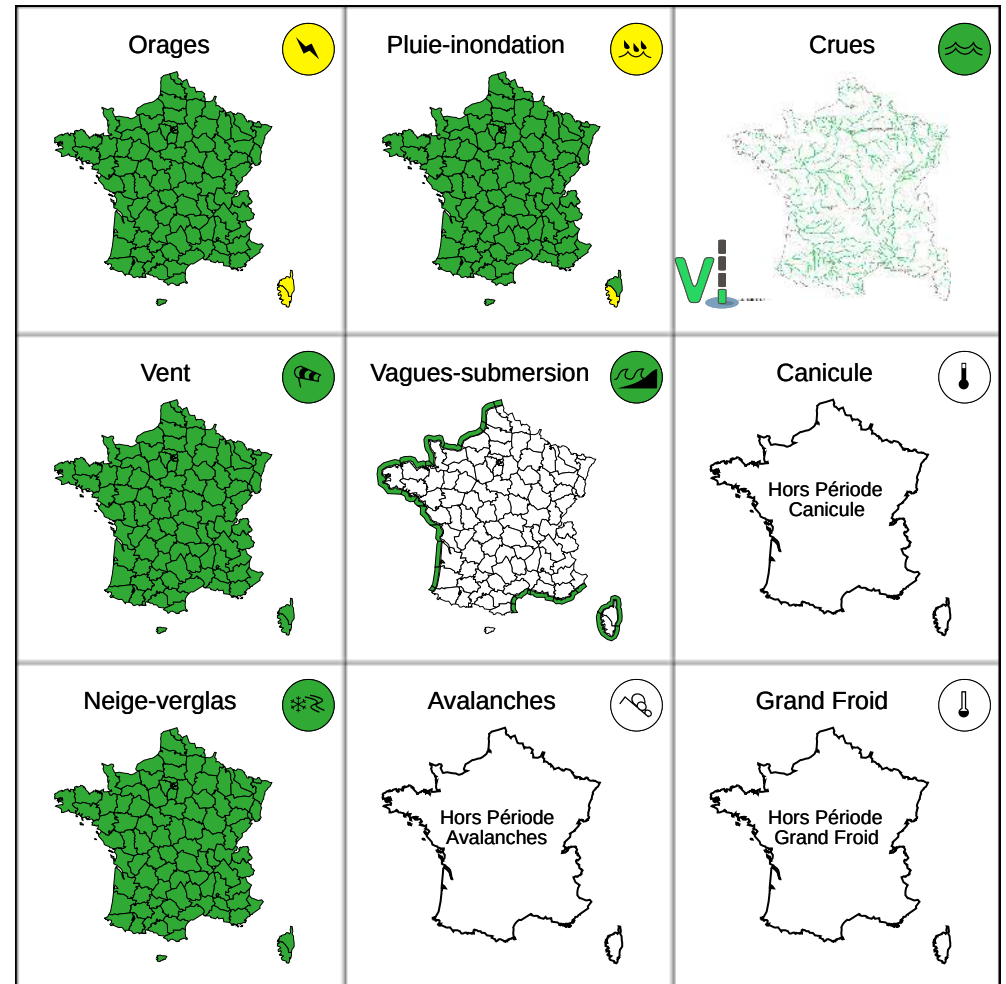 Orages
Pluie-inondation
Crues
Vi
Vent
Vagues-submersion
Canicule
Hors Période
Canicule
Neige-verglas
Avalanches
Grand Froid
Hors Période
Avalanches
Hors Période
Grand Froid